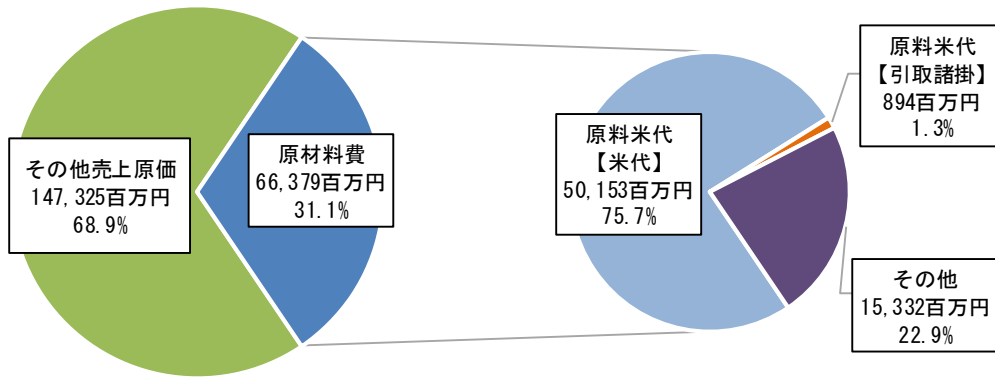 その他売上原価
147,325百万円
68.9%
原材料費
66,379百万円
31.1%
原料米代
【米代】
50,153百万円
75.7%
原料米代
【引取諸掛】
894百万円
1.3%
その他
15,332百万円
22.9%